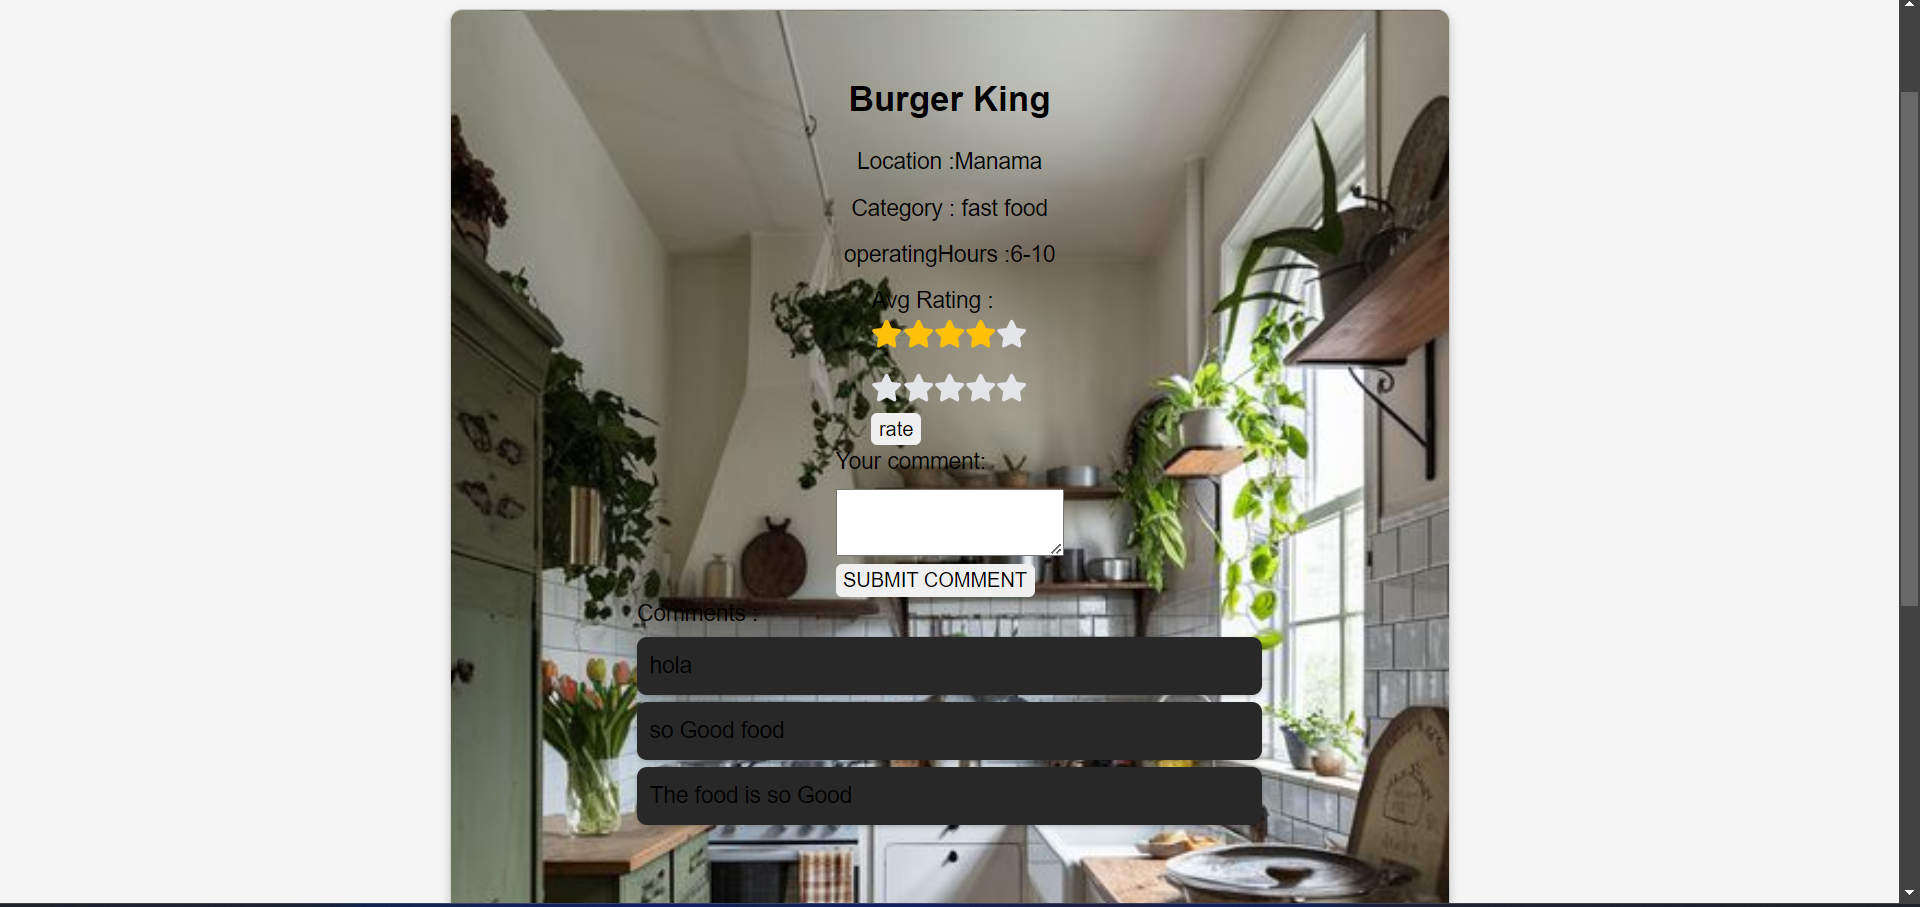 Burger King
Location :Manama
Category : fast food
operatingHours :6-10
Avg Rating :
rate
Your comment:
SUBMIT COMMENT
Comments :
hola
so Good food
The food is so Good